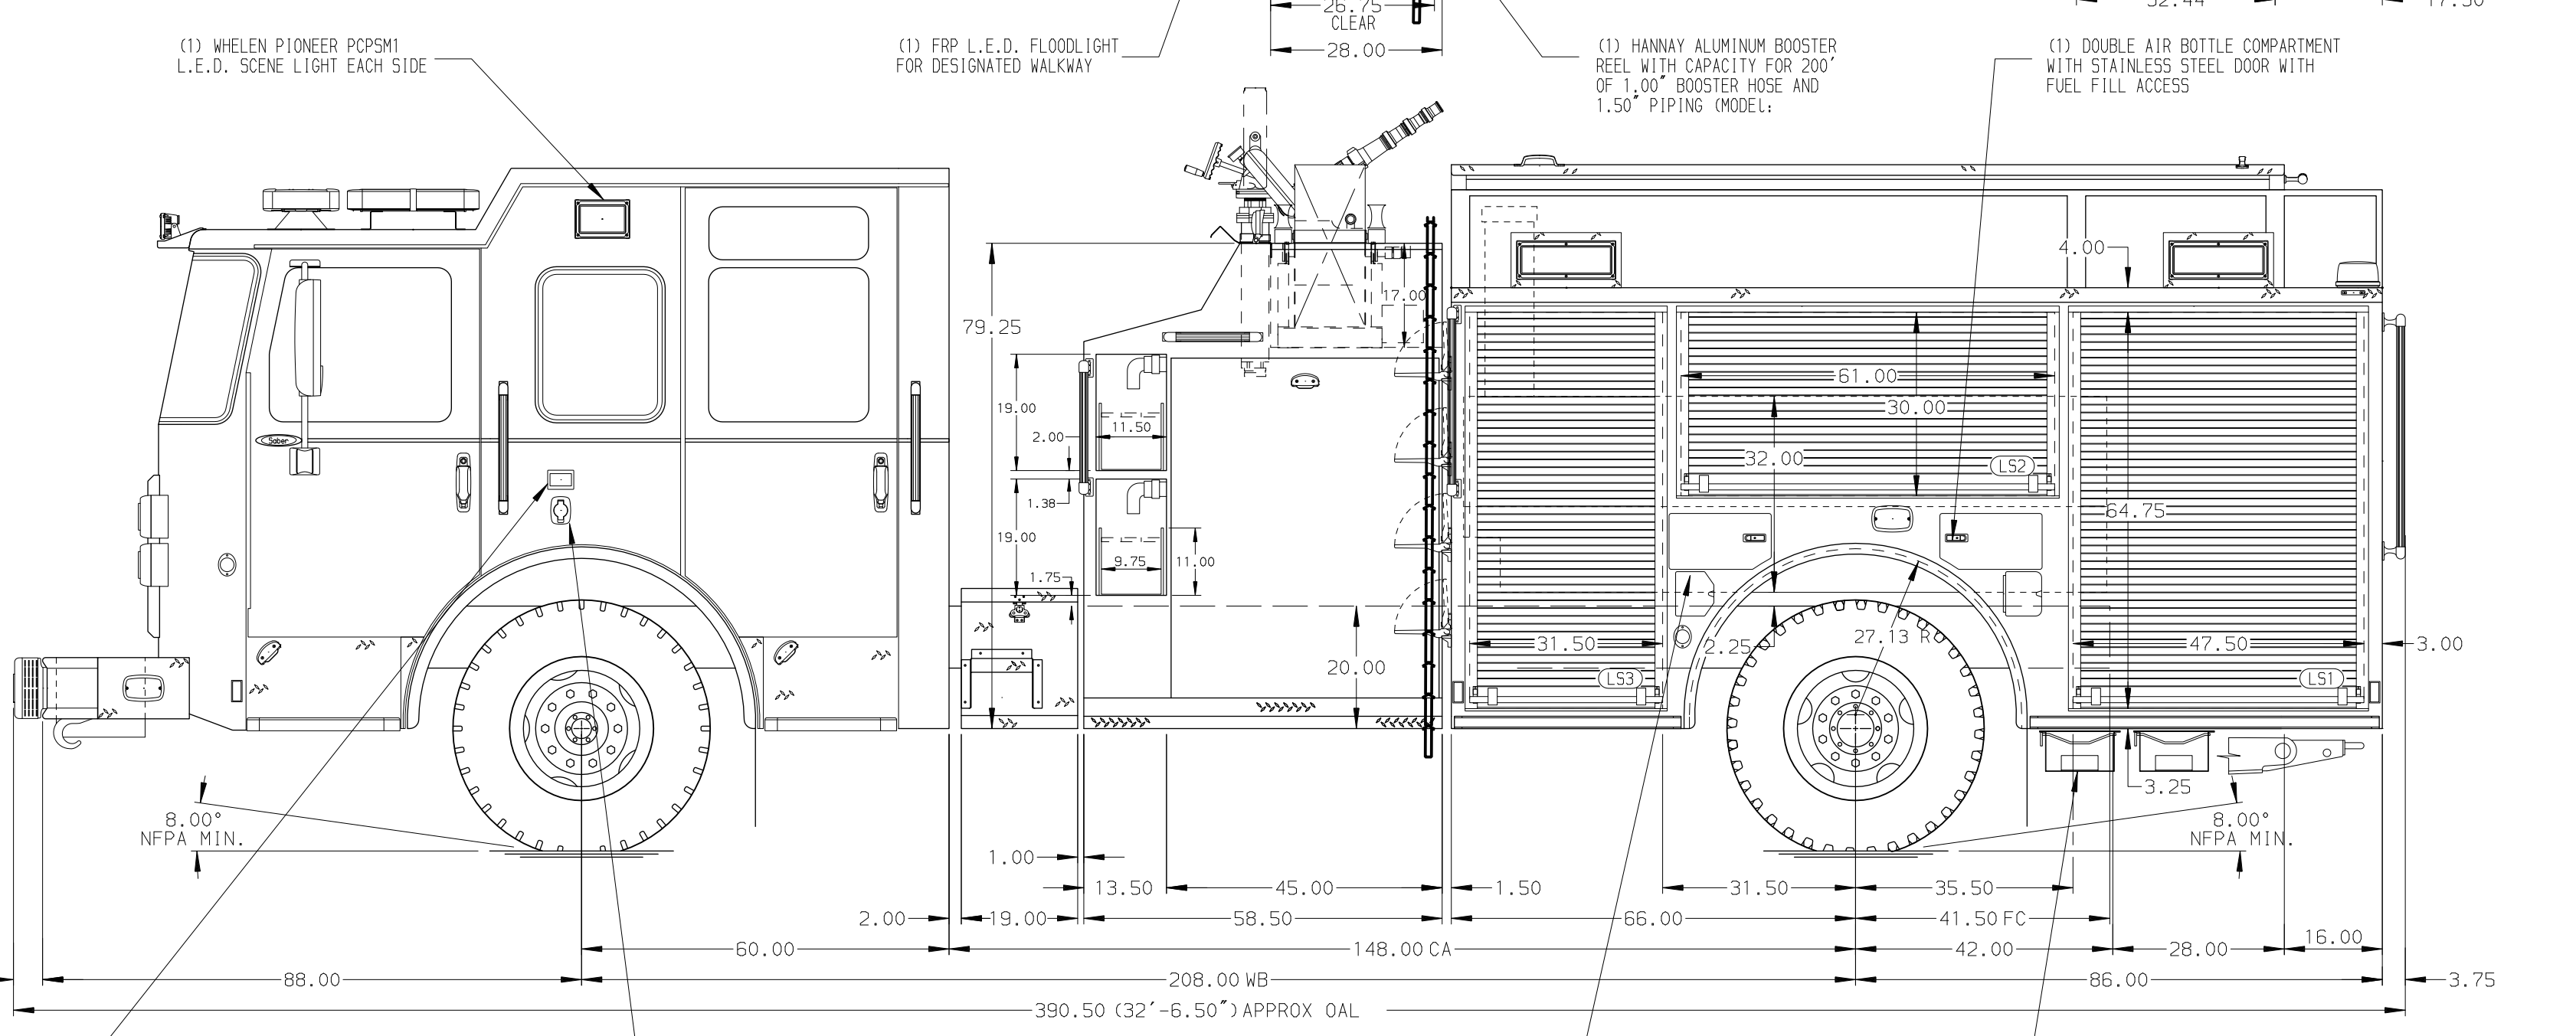 26.75
CLEAR
28.00
(1) WHELEN PIONEER PCPSM1
L.E.D. SCENE LIGHT EACH SIDE
(1) FRP L.E.D. FLOODLIGHT
FOR DESIGNATED WALKWAY
(1) HANNAY ALUMINUM BOOSTER
REEL WITH CAPACITY FOR 200'
OF 1.00" BOOSTER HOSE AND
1.50" PIPING (MODEL:
(1) DOUBLE AIR BOTTLE COMPARTMENT
WITH STAINLESS STEEL DOOR WITH
FUEL FILL ACCESS
4.00
17.00
79.25
61.00
30.00
19.00
11.50
2.00
Saber
32.00
LS2
1.38
64.75
19.00
9.75
11.00
1.75
31.50
2.25
27.13 R
47.50
3.00
20.00
LS3
LS1
3.25
8.00°
NFPA MIN.
8.00°
NFPA MIN.
1.00
13.50
45.00
1.50
31.50
35.50
2.00
19.00
58.50
66.00
41.50 FC
60.00
148.00 CA
42.00
28.00
16.00
88.00
208.00 WB
86.00
3.75
390.50 (32'-6.50") APPROX OAL